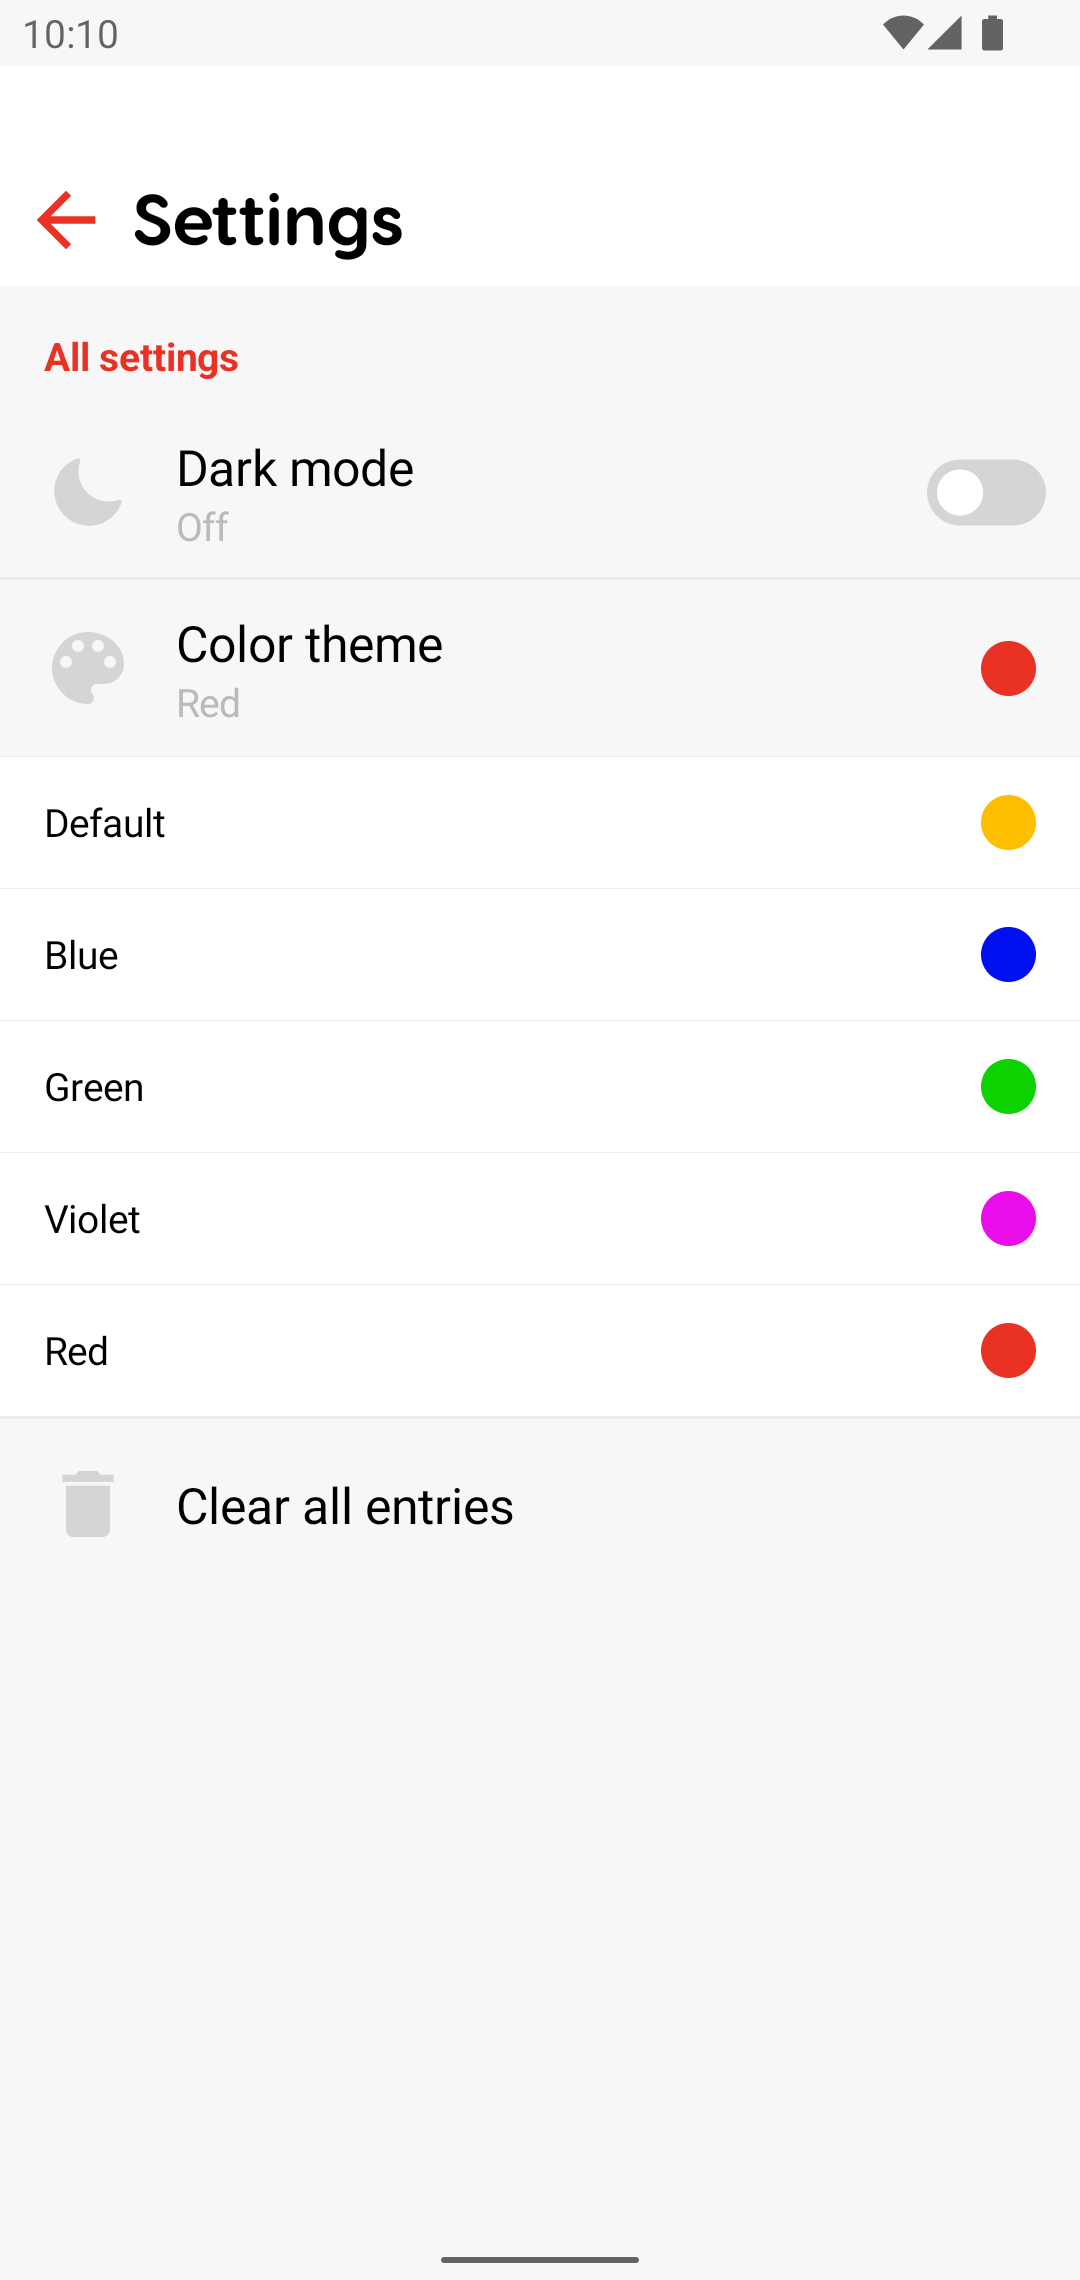 10:10
Settings
All settings
Dark mode
Off
Color theme
Red
Default
Blue
Green
Violet
Red
Clear all entries